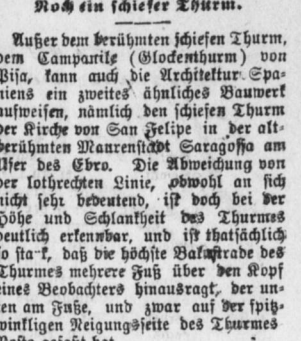 Noch ein schiefer Thurm.
Außer dem berühmten schiefen Thurm,
dem Campanile (Glockenthurm) von
Pisa, kann auch die Architektur Spa-
niens ein zweites ähnliches Bauwerk
aufweisen, nämlich den schiefen Thurm
der Kirche von San Felipe in der alt-
berühmten Maurenstadt Saragossa am
Ufer des Ebro. Die Abweichung von
der lothrechten Linie, obwohl an sich
nicht sehr bedeutend, ist doch bei der
Höhe und Schlankheit des Thurmes
deutlich erkennbar, und ist thatsächlich
so stark, daß die höchste Balustrade des
Thurmes mehrere Fuß über den Kopf
eines Beobachters hinausragt, der un-
ten am Fuße, und zwar auf der spitz-
winkligen Neigungsseite des Thurmes